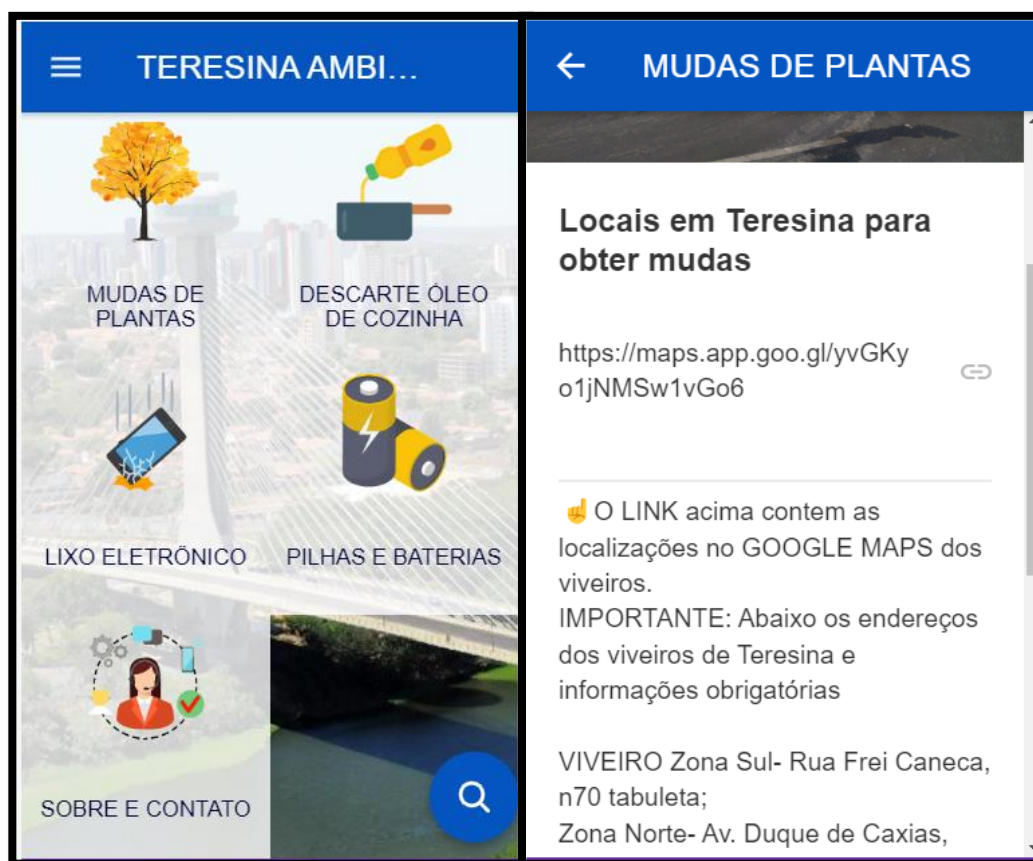 TERESINA AMBI...
MUDAS DE
PLANTAS
DESCARTE ÓLEO
DE COZINHA
LIXO ELETRÔNICO
PILHAS E BATERIAS
SOBRE E CONTATO
MUDAS DE PLANTAS
Locais em Teresina para
obter mudas
https://maps.app.goo.gl/yvGKy
o1jNMSw1vGo6
☝O LINK acima contem as
localizações no GOOGLE MAPS dos
viveiros.
IMPORTANTE: Abaixo os endereços
dos viveiros de Teresina e
informações obrigatórias
VIVEIRO Zona Sul- Rua Frei Caneca,
n70 tabuleta;
Zona Norte- Av. Duque de Caxias,